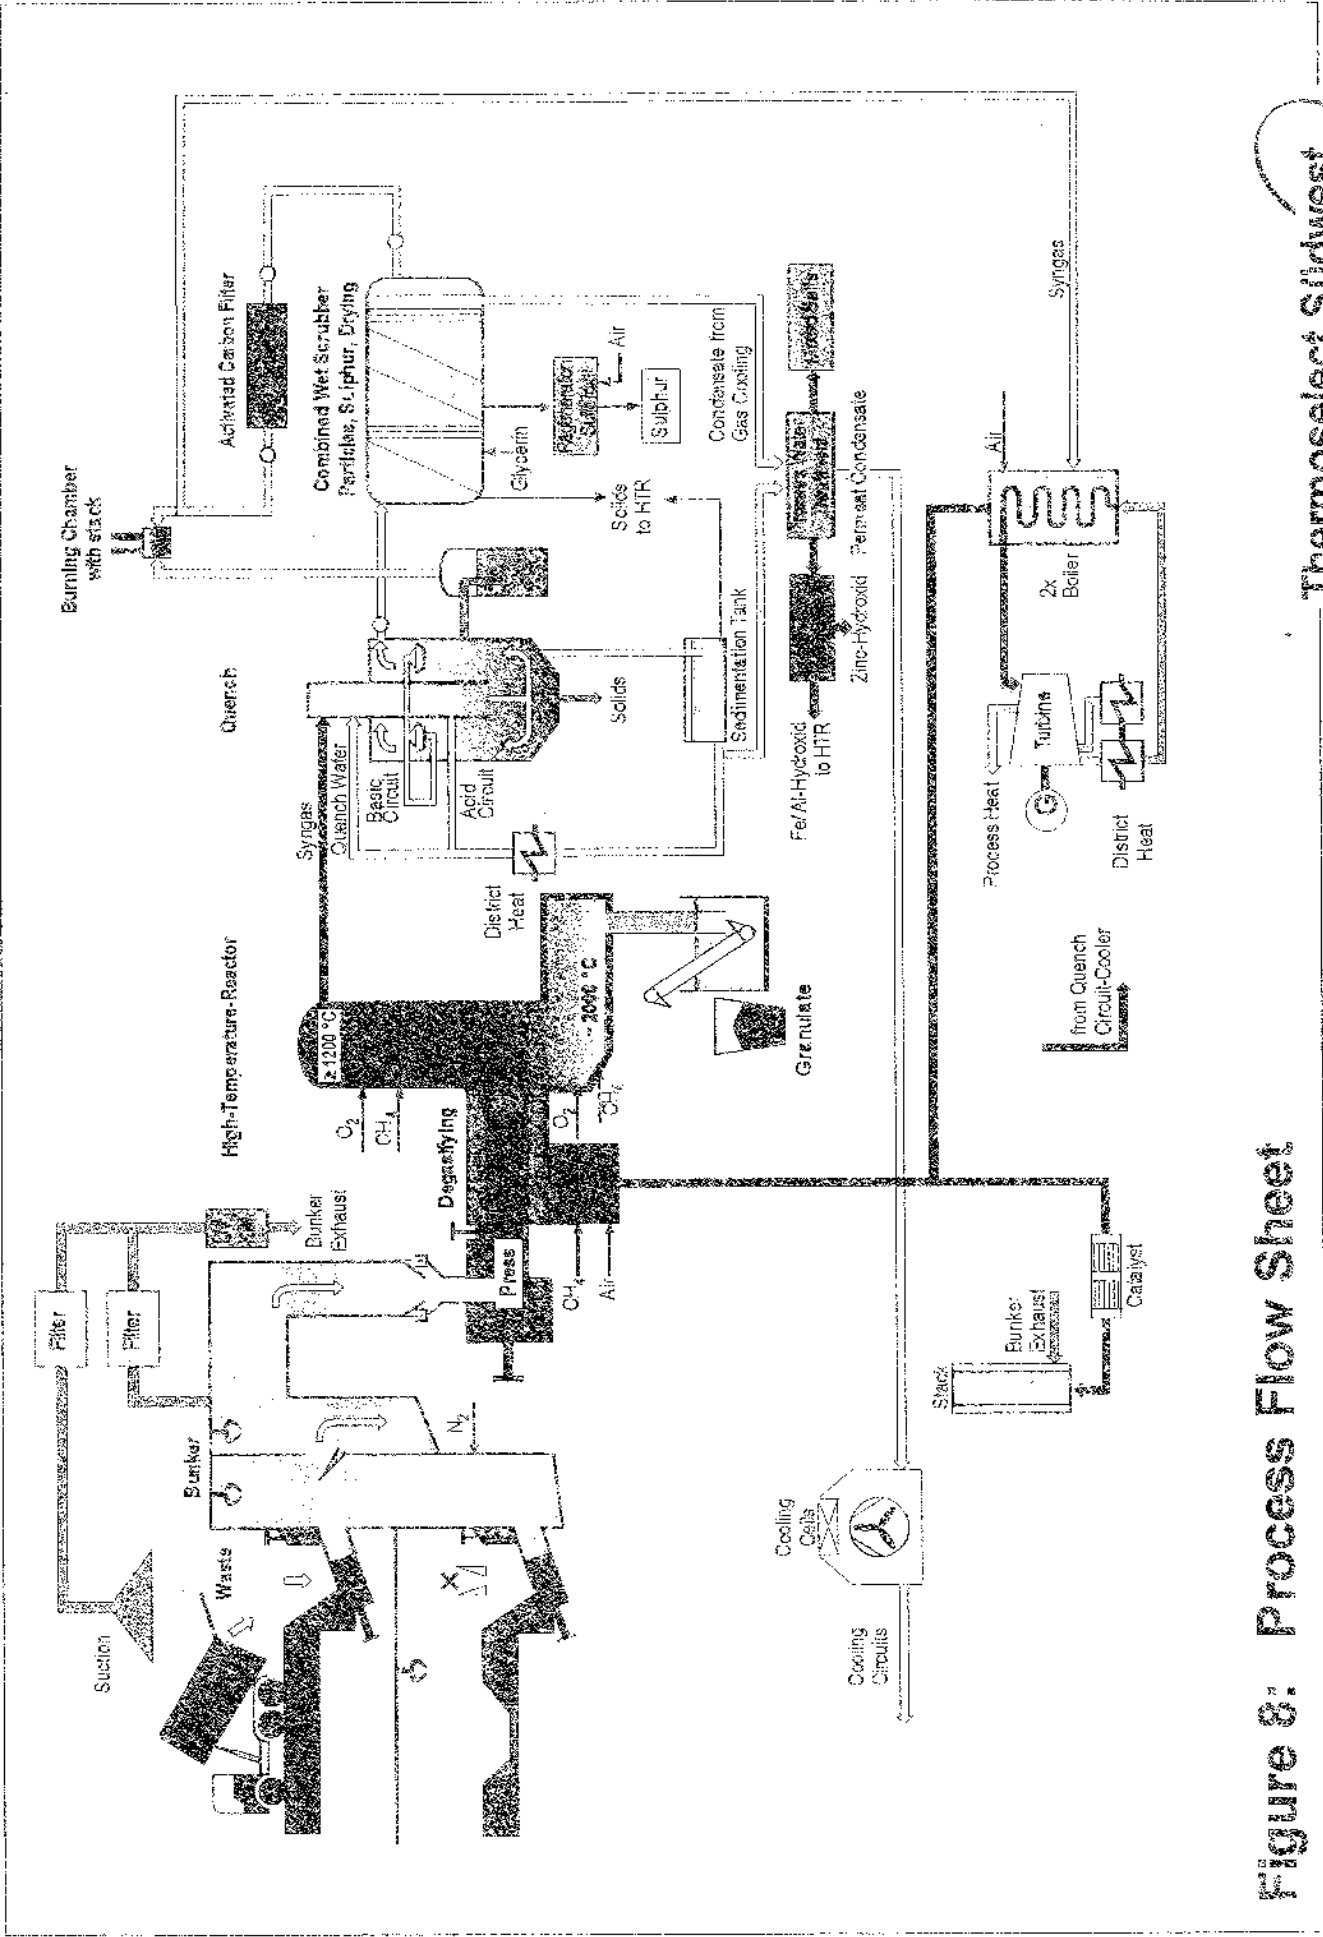 Burning Chamber
with stack
Activated Carbon Filter
High-Temperature-Reactor
Quench
Combined Wet Scrubber
Particles, Sulphur, Drying
Filter
Filter
Suction
Bunker
Exhaust
Waste
Bunker
N2
Press
Degasifying
O2
CH4
≥ 1200 °C
Syngas
Quench Water
Basic
Circuit
Acid
Circuit
District
Heat
Solids
Glycerin
Regeneration
Air
Sulphur
Solids
to HTR
Condensate from
Gas Cooling
Sedimentation Tank
CH4
Air
O2
CH4
~ 2000 °C
Granulate
Fe/Al-Hydroxid
to HTR
Zinc-Hydroxid
Permeat Condensate
Cooling
Cells
Cooling
Circuits
Stack
Bunker
Exhaust
Catalyst
from Quench
Circuit-Cooler
Process Heat
G
Turbine
District
Heat
2x
Boiler
Air
Syngas
Figure 8: Process Flow Sheet
Thermoselect Südwest